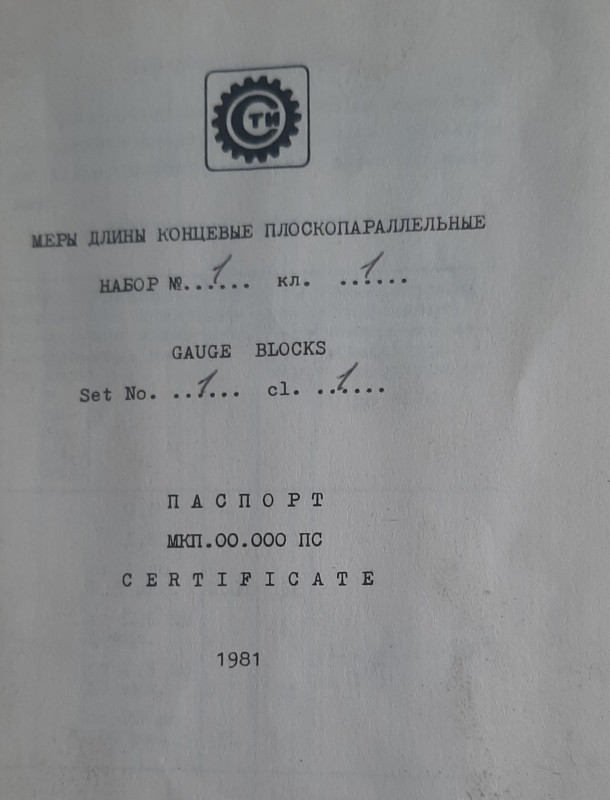 СТИ
МЕРЫ ДЛИНЫ КОНЦЕВЫЕ ПЛОСКОПАРАЛЛЕЛЬНЫЕ
НАБОР №...1... кл. ..1....
GAUGE BLOCKS
Set No. ..1... cl. ..1....
ПАСПОРТ
МКП.00.000 ПС
CERTIFICATE
1981